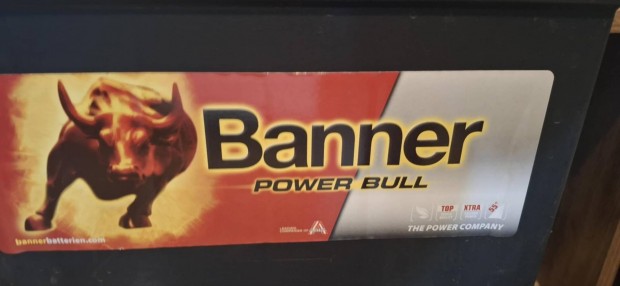 Banner
POWER BULL
TOP XTRA
THE POWER COMPANY
bannerbatterien.com